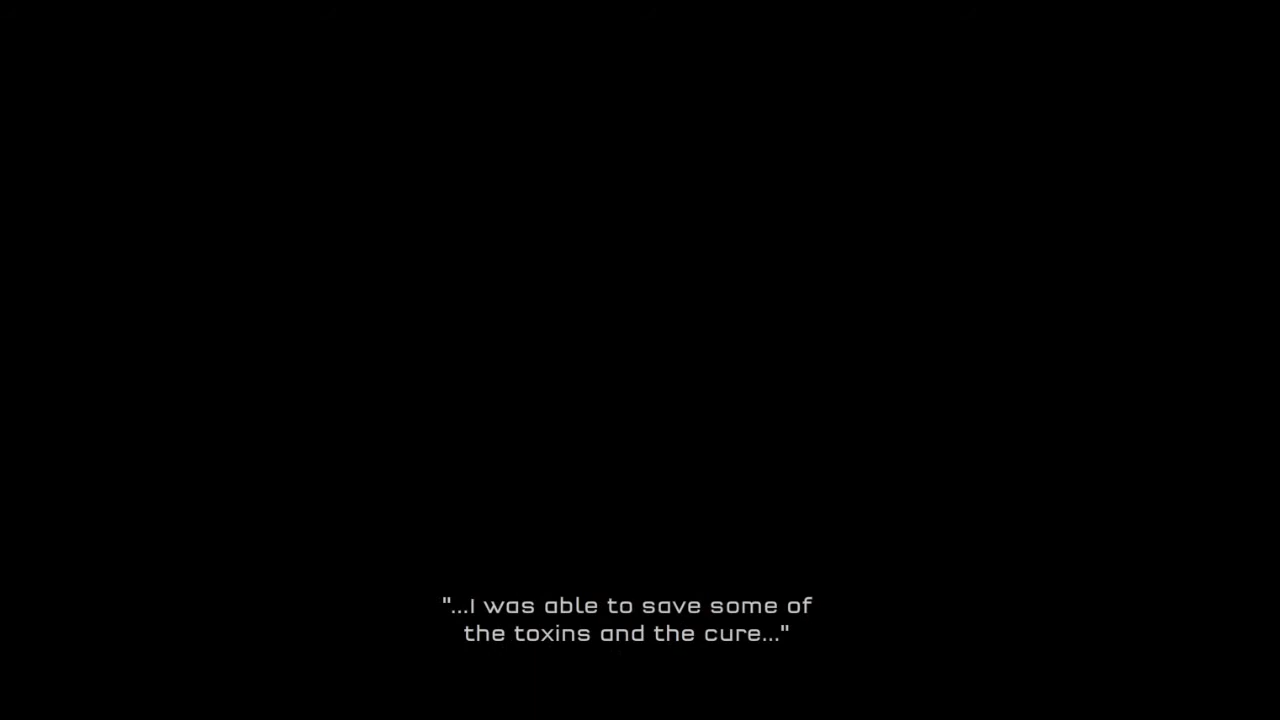 "...I was able to save some of
the toxins and the cure..."